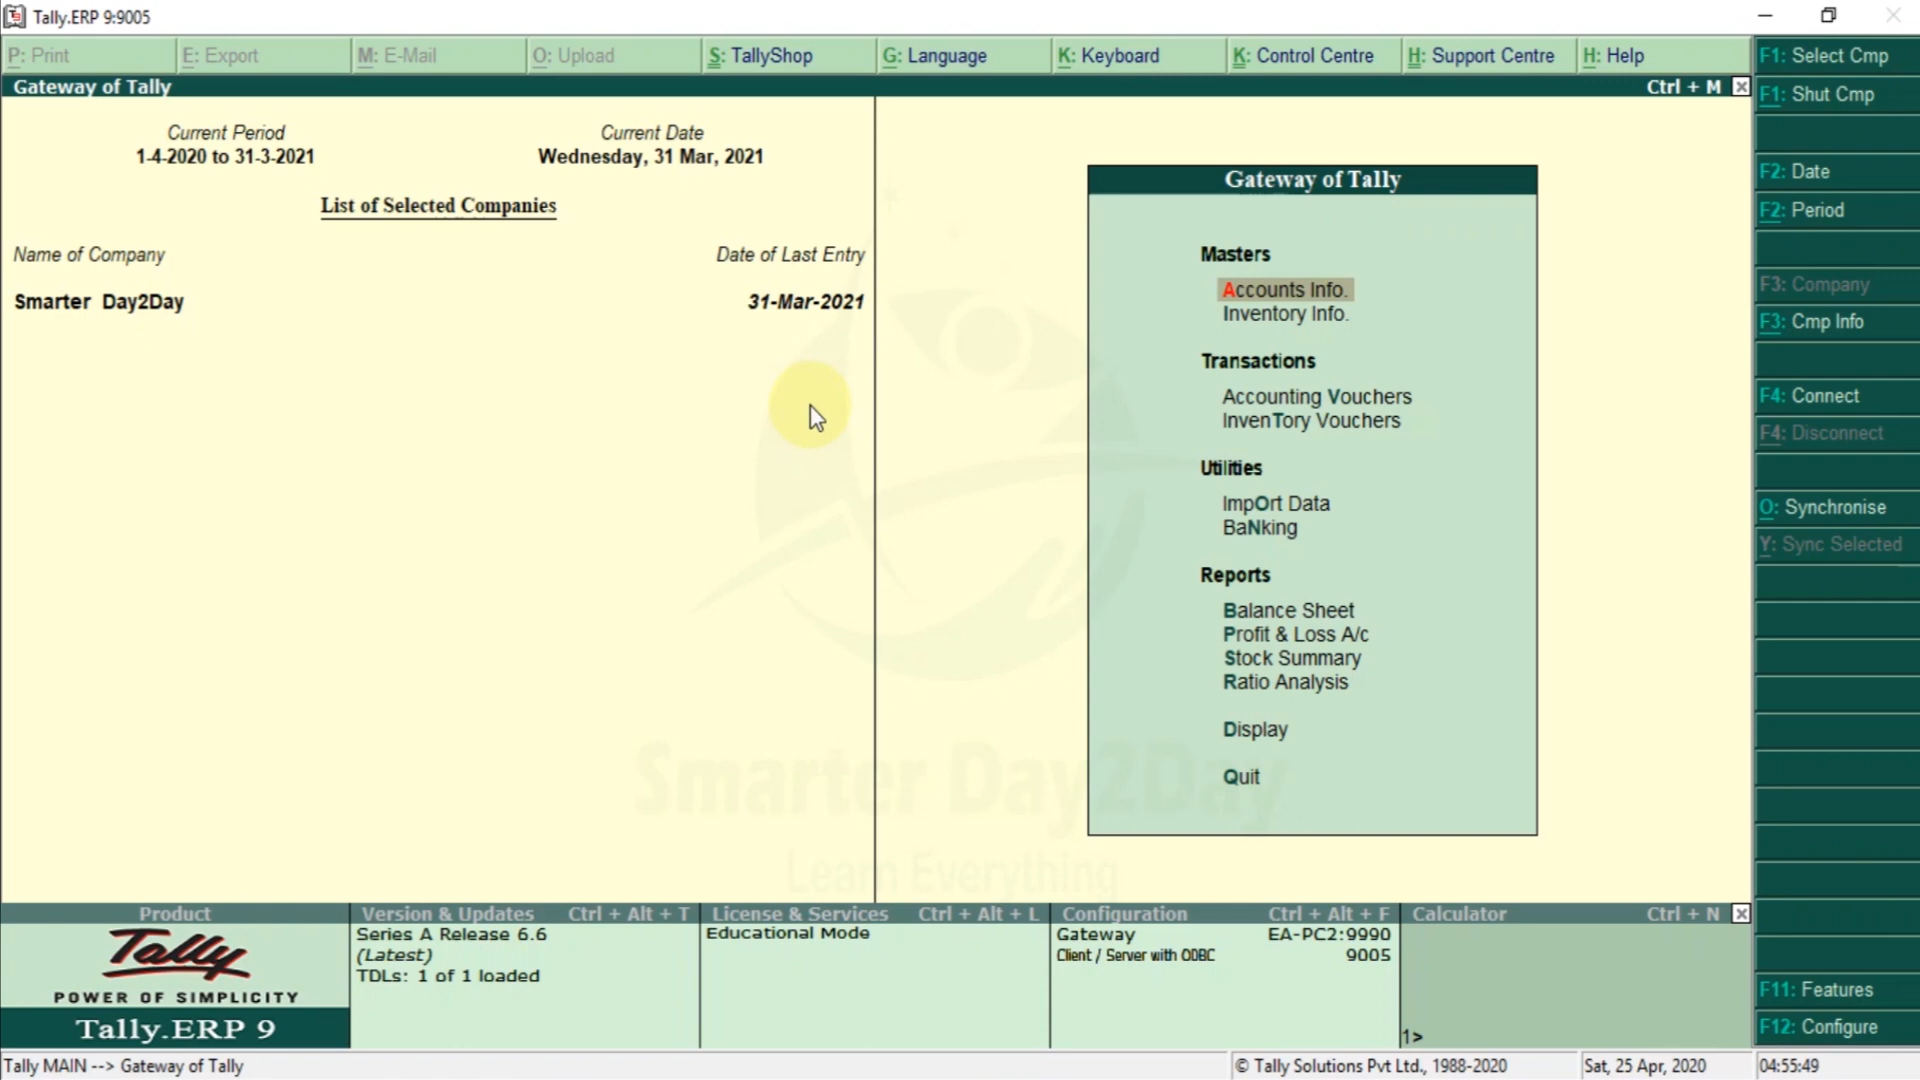 Tally.ERP 9:9005
P: Print
E: Export
M: E-Mail
O: Upload
S: TallyShop
G: Language
K: Keyboard
K: Control Centre
H: Support Centre
H: Help
Gateway of Tally
Ctrl + M
Current Period
1-4-2020 to 31-3-2021
Current Date
Wednesday, 31 Mar, 2021
List of Selected Companies
Name of Company
Date of Last Entry
Smarter Day2Day
31-Mar-2021
Gateway of Tally
Masters
Accounts Info.
Inventory Info.
Transactions
Accounting Vouchers
InvenTory Vouchers
Utilities
ImpOrt Data
BaNking
Reports
Balance Sheet
Profit & Loss A/c
Stock Summary
Ratio Analysis
Display
Quit
Smarter Day2Day
Learn Everything
F1: Select Cmp
F1: Shut Cmp
F2: Date
F2: Period
F3: Company
F3: Cmp Info
F4: Connect
F4: Disconnect
O: Synchronise
Y: Sync Selected
F11: Features
F12: Configure
Product
Tally
POWER OF SIMPLICITY
Tally.ERP 9
Version & Updates Ctrl + Alt + T
Series A Release 6.6
(Latest)
TDLs: 1 of 1 loaded
License & Services Ctrl + Alt + L
Educational Mode
Configuration Ctrl + Alt + F
Gateway EA-PC2:9990
Client / Server with ODBC 9005
Calculator Ctrl + N
1>
Tally MAIN --> Gateway of Tally
© Tally Solutions Pvt Ltd., 1988-2020
Sat, 25 Apr, 2020
04:55:49